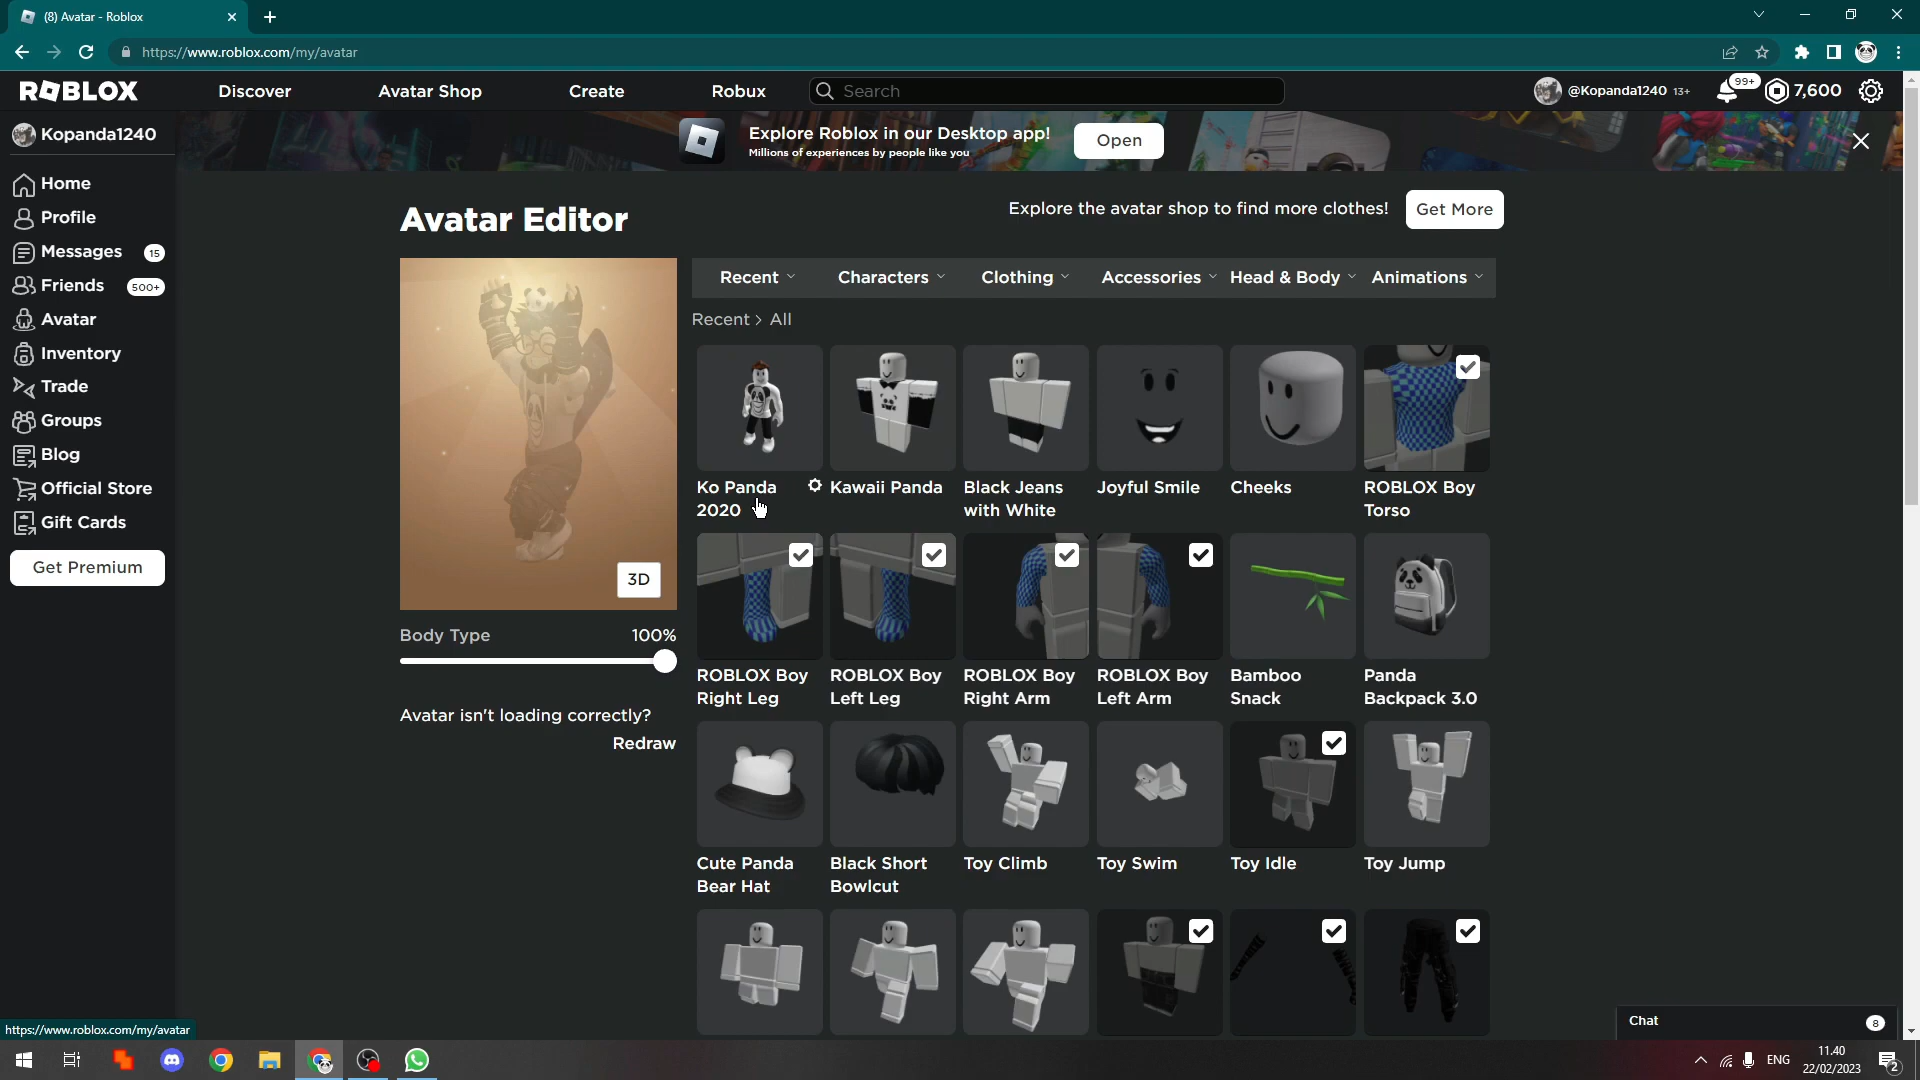 (8) Avatar - Roblox
https://www.roblox.com/my/avatar
ROBLOX
Discover
Avatar Shop
Create
Robux
Search
@Kopanda1240 13+
99+
7,600
Kopanda1240
Explore Roblox in our Desktop app!
Millions of experiences by people like you
Open
Home
Profile
Messages 15
Friends 500+
Avatar
Inventory
Trade
Groups
Blog
Official Store
Gift Cards
Get Premium
Avatar Editor
Explore the avatar shop to find more clothes!
Get More
3D
Body Type 100%
Avatar isn't loading correctly?
Redraw
Recent
Characters
Clothing
Accessories
Head & Body
Animations
Recent > All
Ko Panda
2020
Kawaii Panda
Black Jeans
with White
Joyful Smile
Cheeks
ROBLOX Boy
Torso
ROBLOX Boy
Right Leg
ROBLOX Boy
Left Leg
ROBLOX Boy
Right Arm
ROBLOX Boy
Left Arm
Bamboo
Snack
Panda
Backpack 3.0
Cute Panda
Bear Hat
Black Short
Bowlcut
Toy Climb
Toy Swim
Toy Idle
Toy Jump
Chat 8
https://www.roblox.com/my/avatar
ENG
11.40
22/02/2023
2